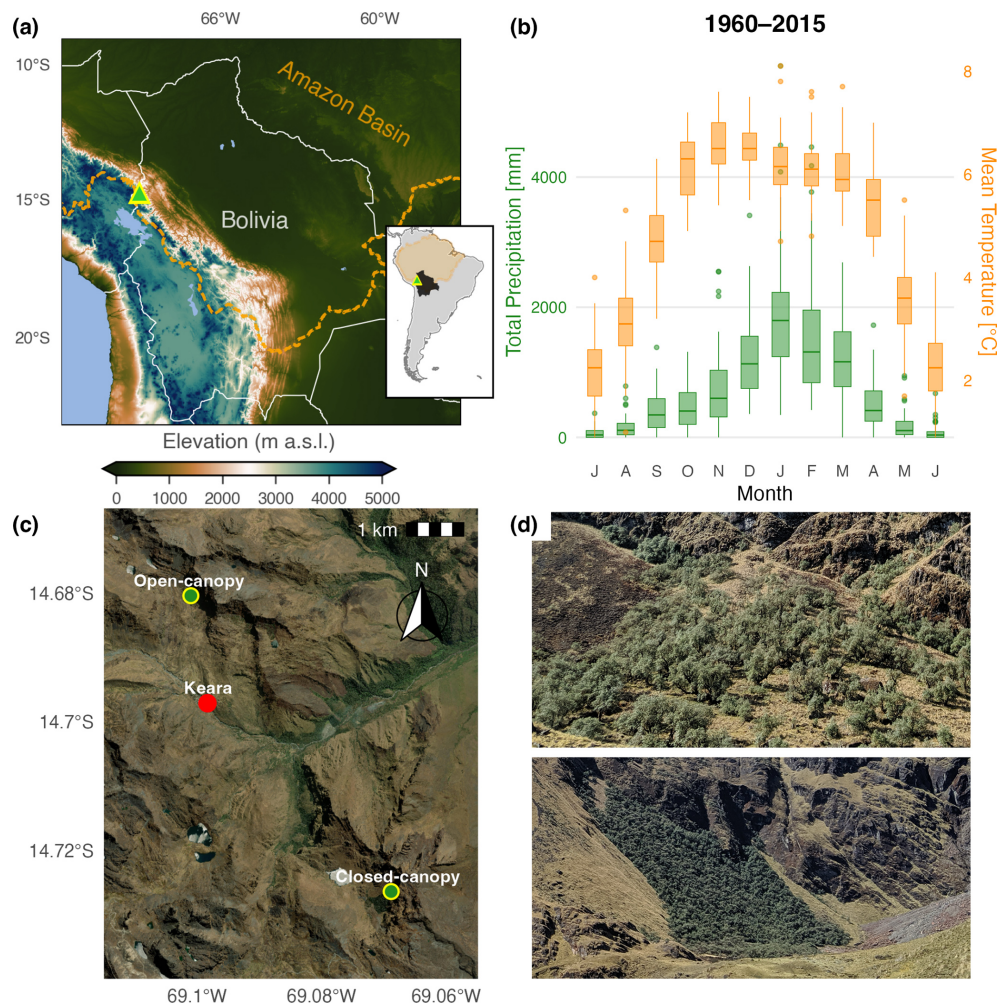 (a)
66°W
60°W
10°S
15°S
20°S
Amazon Basin
Bolivia
Elevation (m a.s.l.)
0 1000 2000 3000 4000 5000
(b)
1960–2015
Total Precipitation [mm]
4000
2000
0
Mean Temperature [°C]
8
6
4
2
J A S O N D J F M A M J
Month
(c)
1 km
N
Open-canopy
Keara
Closed-canopy
14.68°S
14.7°S
14.72°S
69.1°W
69.08°W
69.06°W
(d)